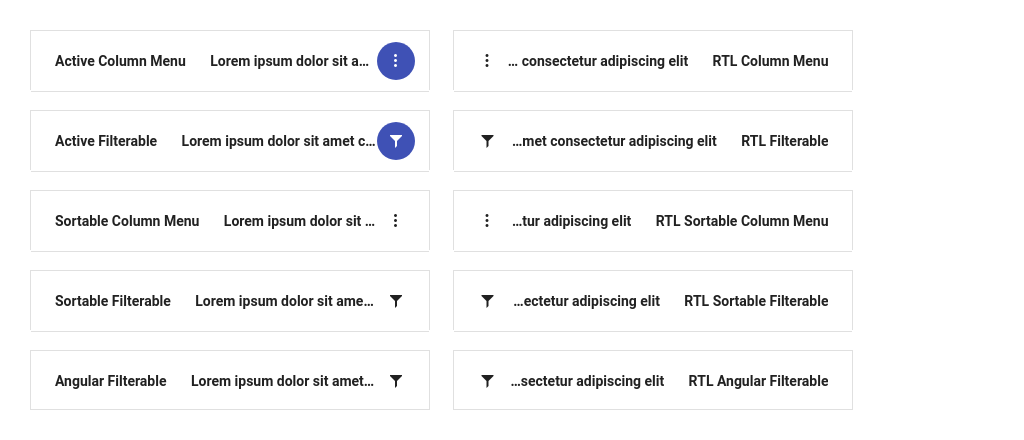 Active Column Menu Lorem ipsum dolor sit a…
… consectetur adipiscing elit RTL Column Menu
Active Filterable Lorem ipsum dolor sit amet c…
…met consectetur adipiscing elit RTL Filterable
Sortable Column Menu Lorem ipsum dolor sit …
…tur adipiscing elit RTL Sortable Column Menu
Sortable Filterable Lorem ipsum dolor sit ame…
…ectetur adipiscing elit RTL Sortable Filterable
Angular Filterable Lorem ipsum dolor sit amet…
…sectetur adipiscing elit RTL Angular Filterable